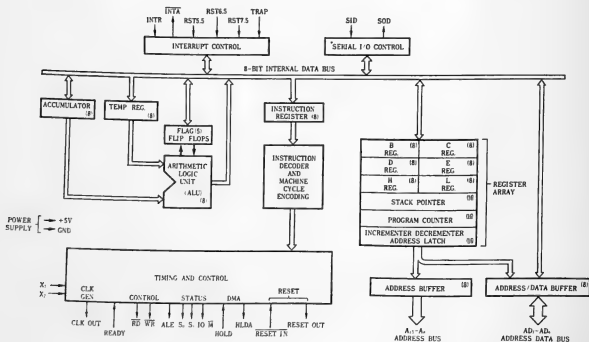 INTR INTA RST5.5 RST6.5 RST7.5 TRAP
SID SOD
INTERRUPT CONTROL
SERIAL I/O CONTROL
8-BIT INTERNAL DATA BUS
ACCUMULATOR (8)
TEMP REG. (8)
FLAG (5)
FLIP FLOPS
ARITHMETIC
LOGIC
UNIT
(ALU)
(8)
INSTRUCTION
REGISTER (8)
INSTRUCTION
DECODER
AND
MACHINE
CYCLE
ENCODING
B (8) C (8)
REG. REG.
D (8) E (8)
REG. REG.
H (8) L (8)
REG. REG.
STACK POINTER (16)
PROGRAM COUNTER (16)
INCREMENTER DECREMENTER
ADDRESS LATCH (16)
REGISTER
ARRAY
POWER
SUPPLY
+5V
GND
TIMING AND CONTROL
X₁
X₂
CLK
GEN
CONTROL STATUS DMA RESET
CLK OUT
READY
RD WR ALE S₀ S₁ IO/M
HOLD
HLDA
RESET IN
RESET OUT
ADDRESS BUFFER (8)
ADDRESS/DATA BUFFER (8)
ADDRESS BUS
ADDRESS DATA BUS